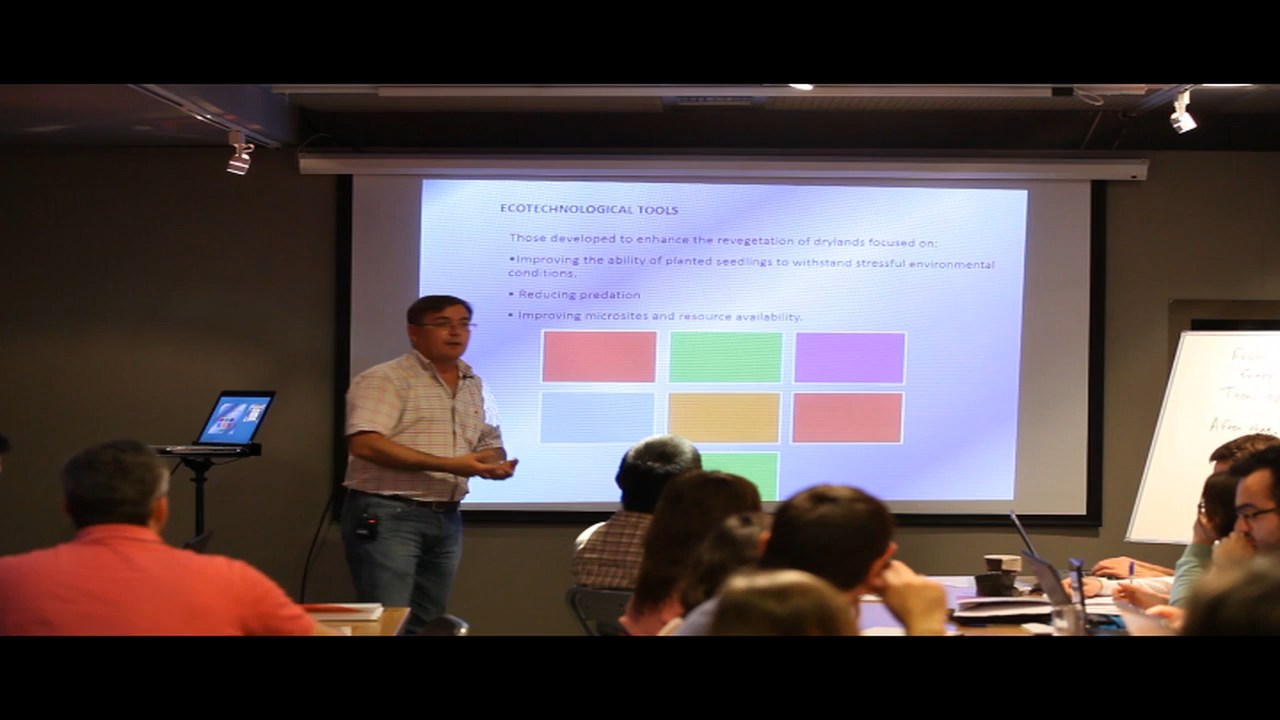 ECOTECHNOLOGICAL TOOLS
Those developed to enhance the revegetation of drylands focused on:
▪Improving the ability of planted seedlings to withstand stressful environmental
conditions.
▪ Reducing predation
▪ Improving microsites and resource availability.